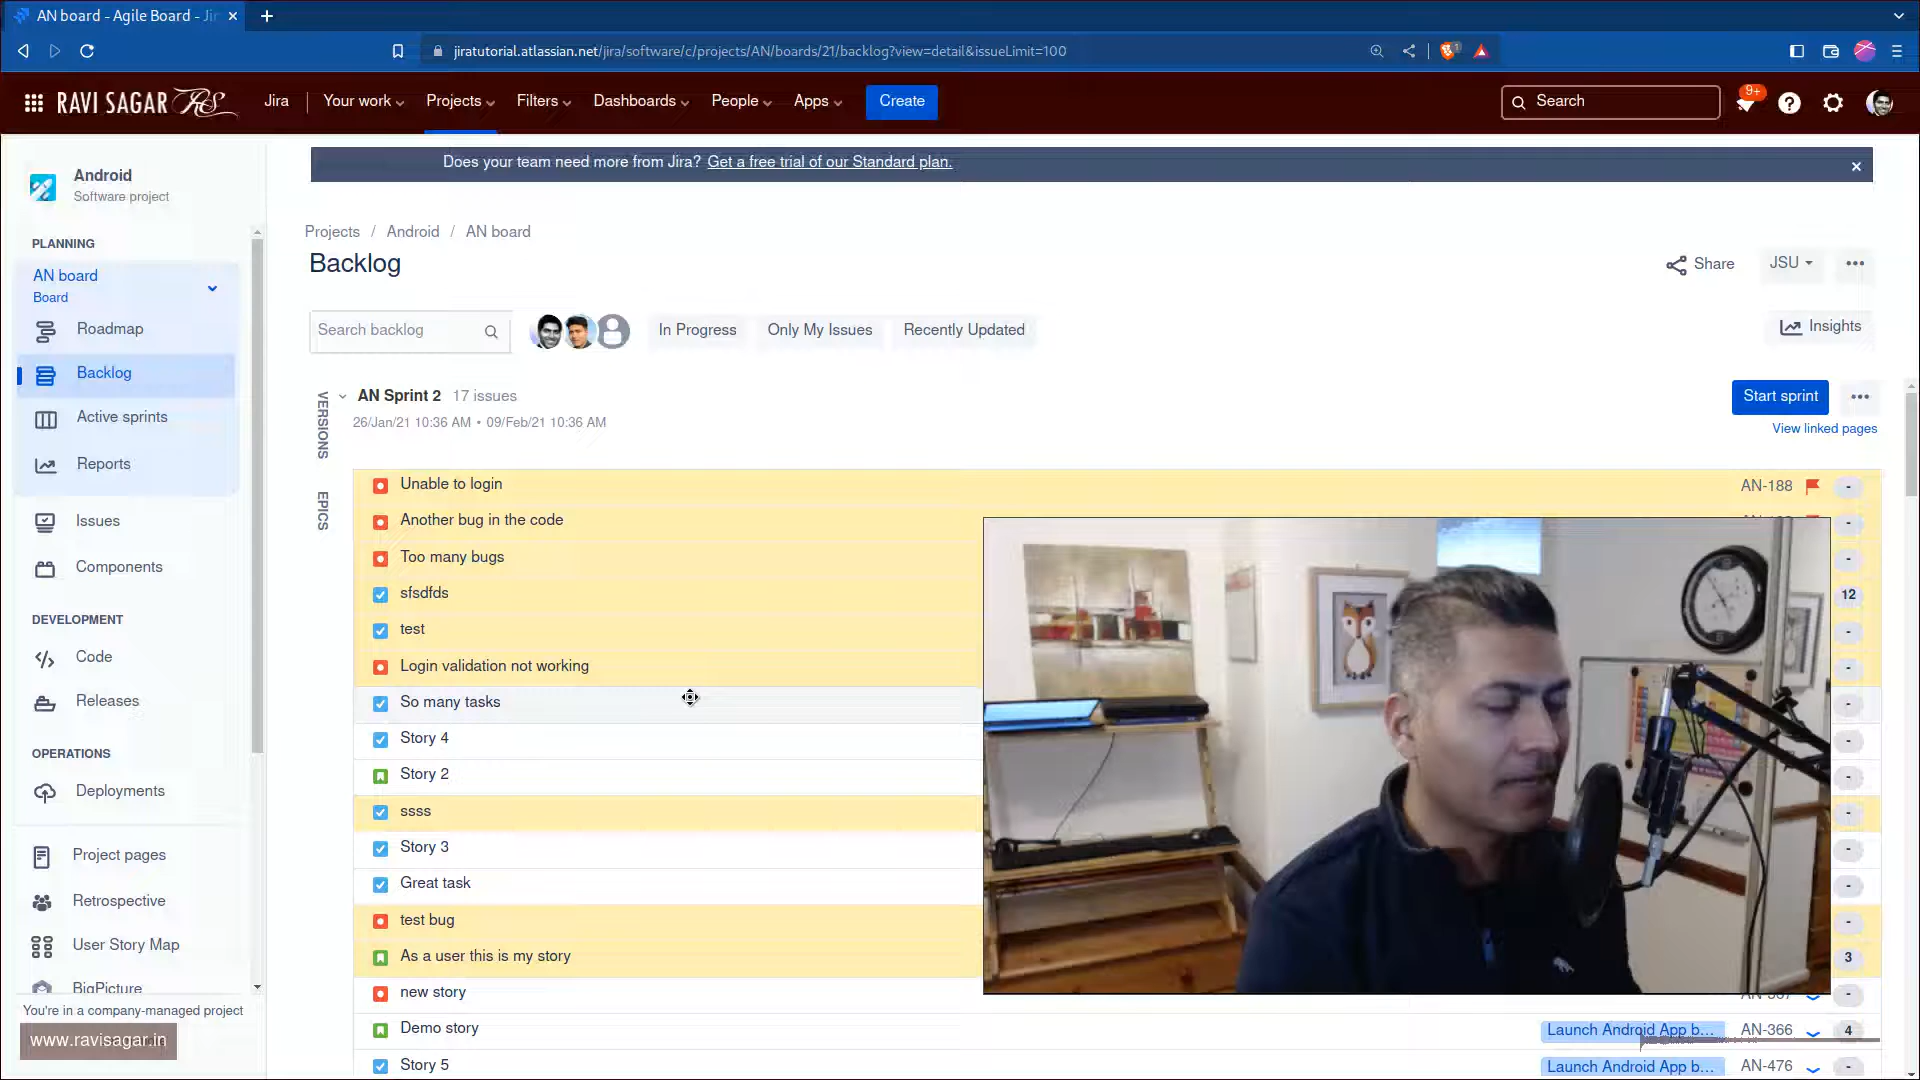 AN board - Agile Board - Jir
jiratutorial.atlassian.net/jira/software/c/projects/AN/boards/21/backlog?view=detail&issueLimit=100
RAVI SAGAR RS
Jira
Your work
Projects
Filters
Dashboards
People
Apps
Create
Search
9+
Android
Software project
Does your team need more from Jira? Get a free trial of our Standard plan.
PLANNING
AN board
Board
Roadmap
Backlog
Active sprints
Reports
Issues
Components
DEVELOPMENT
Code
Releases
OPERATIONS
Deployments
Project pages
Retrospective
User Story Map
BigPicture
You're in a company-managed project
www.ravisagar.in
Projects / Android / AN board
Backlog
Share
JSU
Search backlog
In Progress
Only My Issues
Recently Updated
Insights
VERSIONS
EPICS
AN Sprint 2 17 issues
26/Jan/21 10:36 AM • 09/Feb/21 10:36 AM
Start sprint
View linked pages
Unable to login AN-188 -
Another bug in the code -
Too many bugs -
sfsdfds 12
test -
Login validation not working -
So many tasks -
Story 4 -
Story 2 -
ssss -
Story 3 -
Great task -
test bug -
As a user this is my story 3
new story -
Demo story Launch Android App b... AN-366 4
Story 5 Launch Android App b... AN-476 -